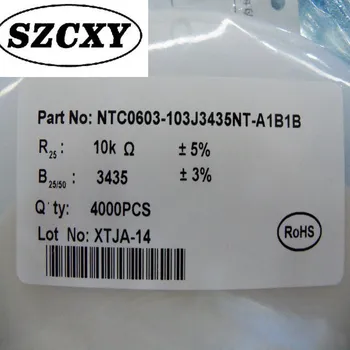 SZCXY
Part No: NTC0603-103J3435NT-A1B1B
R25 : 10k Ω ± 5%
B25/50 : 3435 ± 3%
Q'ty: 4000PCS
Lot No: XTJA-14
RoHS